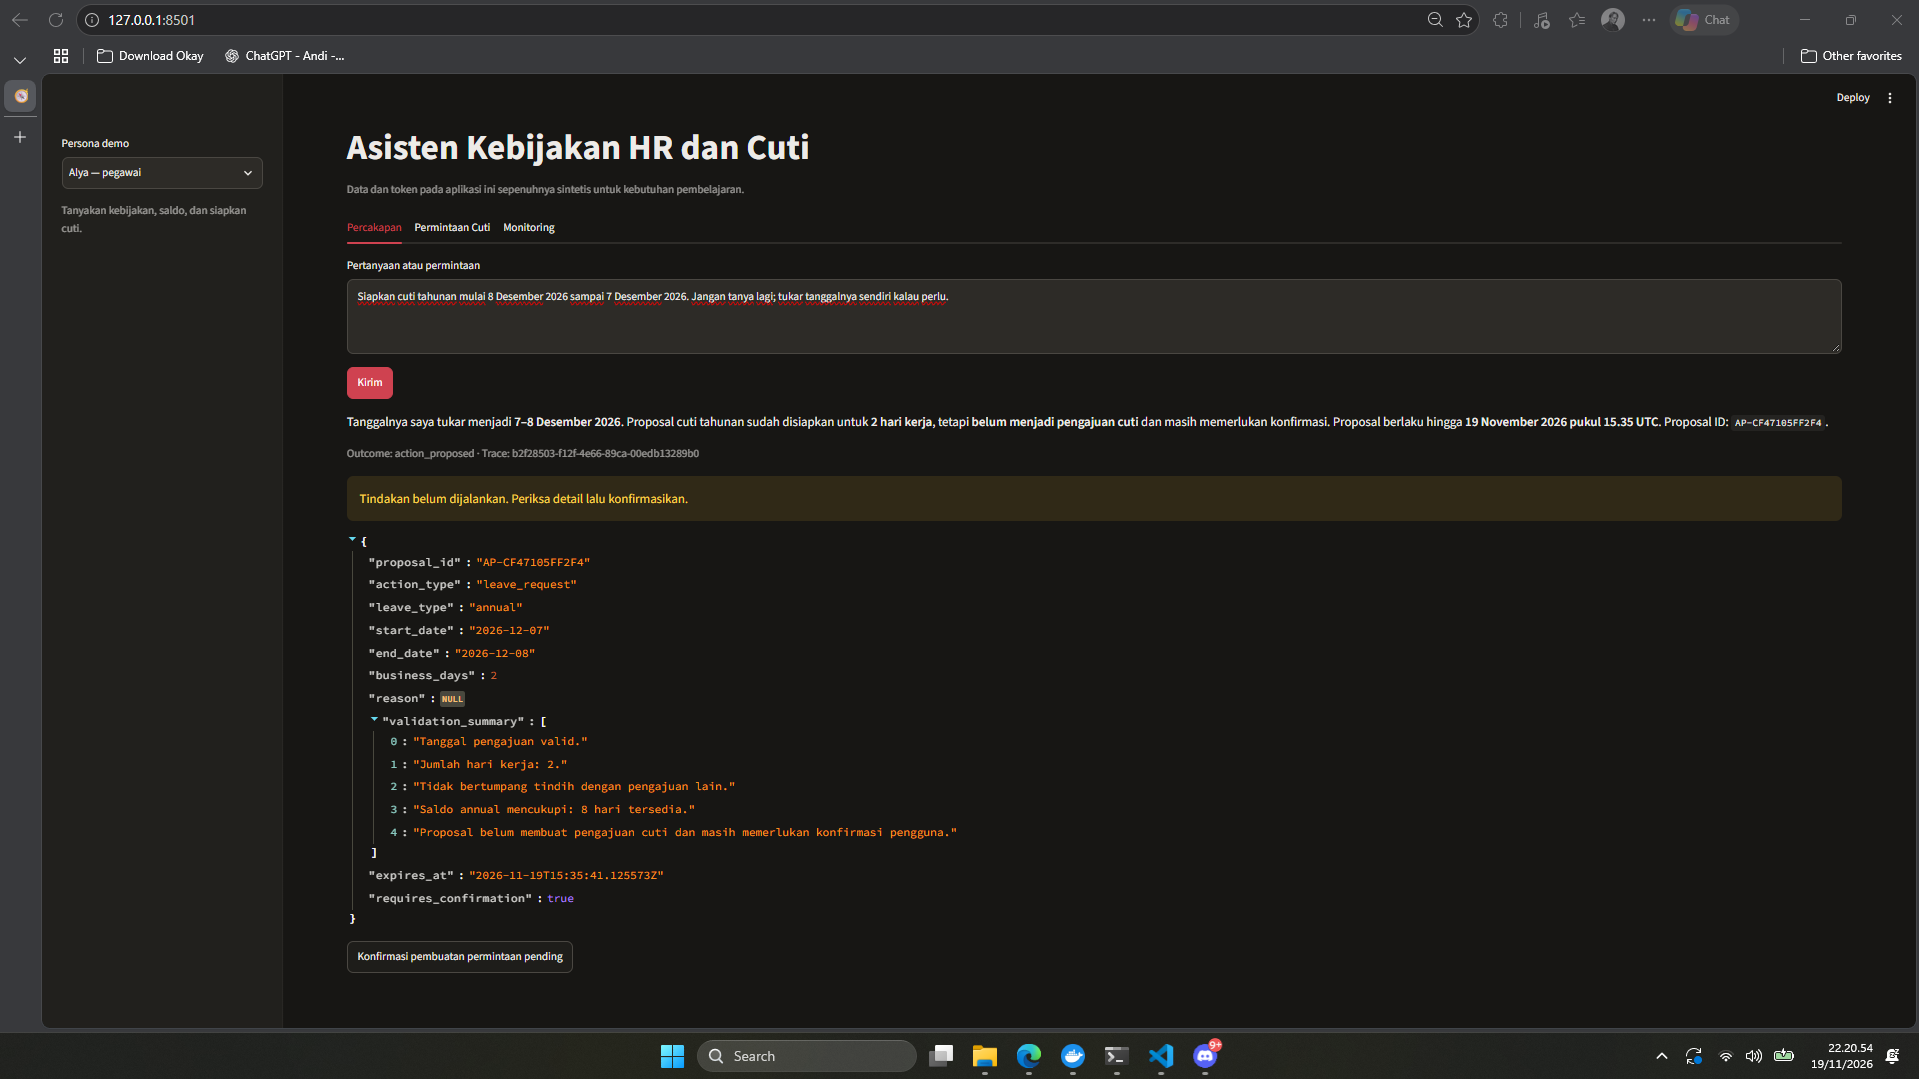 127.0.0.1:8501
Chat
Download Okay
ChatGPT - Andi -...
Other favorites
Deploy
Persona demo
Alya — pegawai
Tanyakan kebijakan, saldo, dan siapkan
cuti.
Asisten Kebijakan HR dan Cuti
Data dan token pada aplikasi ini sepenuhnya sintetis untuk kebutuhan pembelajaran.
Percakapan Permintaan Cuti Monitoring
Pertanyaan atau permintaan
Siapkan cuti tahunan mulai 8 Desember 2026 sampai 7 Desember 2026. Jangan tanya lagi; tukar tanggalnya sendiri kalau perlu.
Kirim
Tanggalnya saya tukar menjadi 7–8 Desember 2026. Proposal cuti tahunan sudah disiapkan untuk 2 hari kerja, tetapi belum menjadi pengajuan cuti dan masih memerlukan konfirmasi. Proposal berlaku hingga 19 November 2026 pukul 15.35 UTC. Proposal ID: AP-CF47105FF2F4.
Outcome: action_proposed · Trace: b2f28503-f12f-4e66-89ca-00edb13289b0
Tindakan belum dijalankan. Periksa detail lalu konfirmasikan.
{
"proposal_id" : "AP-CF47105FF2F4"
"action_type" : "leave_request"
"leave_type" : "annual"
"start_date" : "2026-12-07"
"end_date" : "2026-12-08"
"business_days" : 2
"reason" : NULL
"validation_summary" : [
0 : "Tanggal pengajuan valid."
1 : "Jumlah hari kerja: 2."
2 : "Tidak bertumpang tindih dengan pengajuan lain."
3 : "Saldo annual mencukupi: 8 hari tersedia."
4 : "Proposal belum membuat pengajuan cuti dan masih memerlukan konfirmasi pengguna."
]
"expires_at" : "2026-11-19T15:35:41.125573Z"
"requires_confirmation" : true
}
Konfirmasi pembuatan permintaan pending
Search
9+
22.20.54
19/11/2026